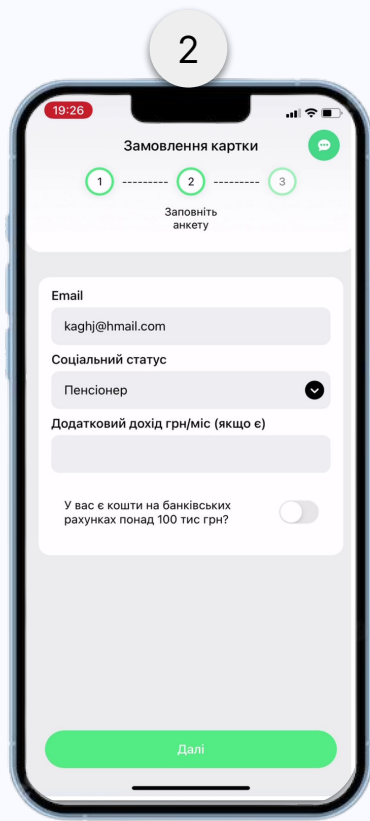 2
19:26
Замовлення картки
1 --------- 2 --------- 3
Заповніть
анкету
Email
kaghj@hmail.com
Соціальний статус
Пенсіонер
Додатковий дохід грн/міс (якщо є)
У вас є кошти на банківських
рахунках понад 100 тис грн?
Далі